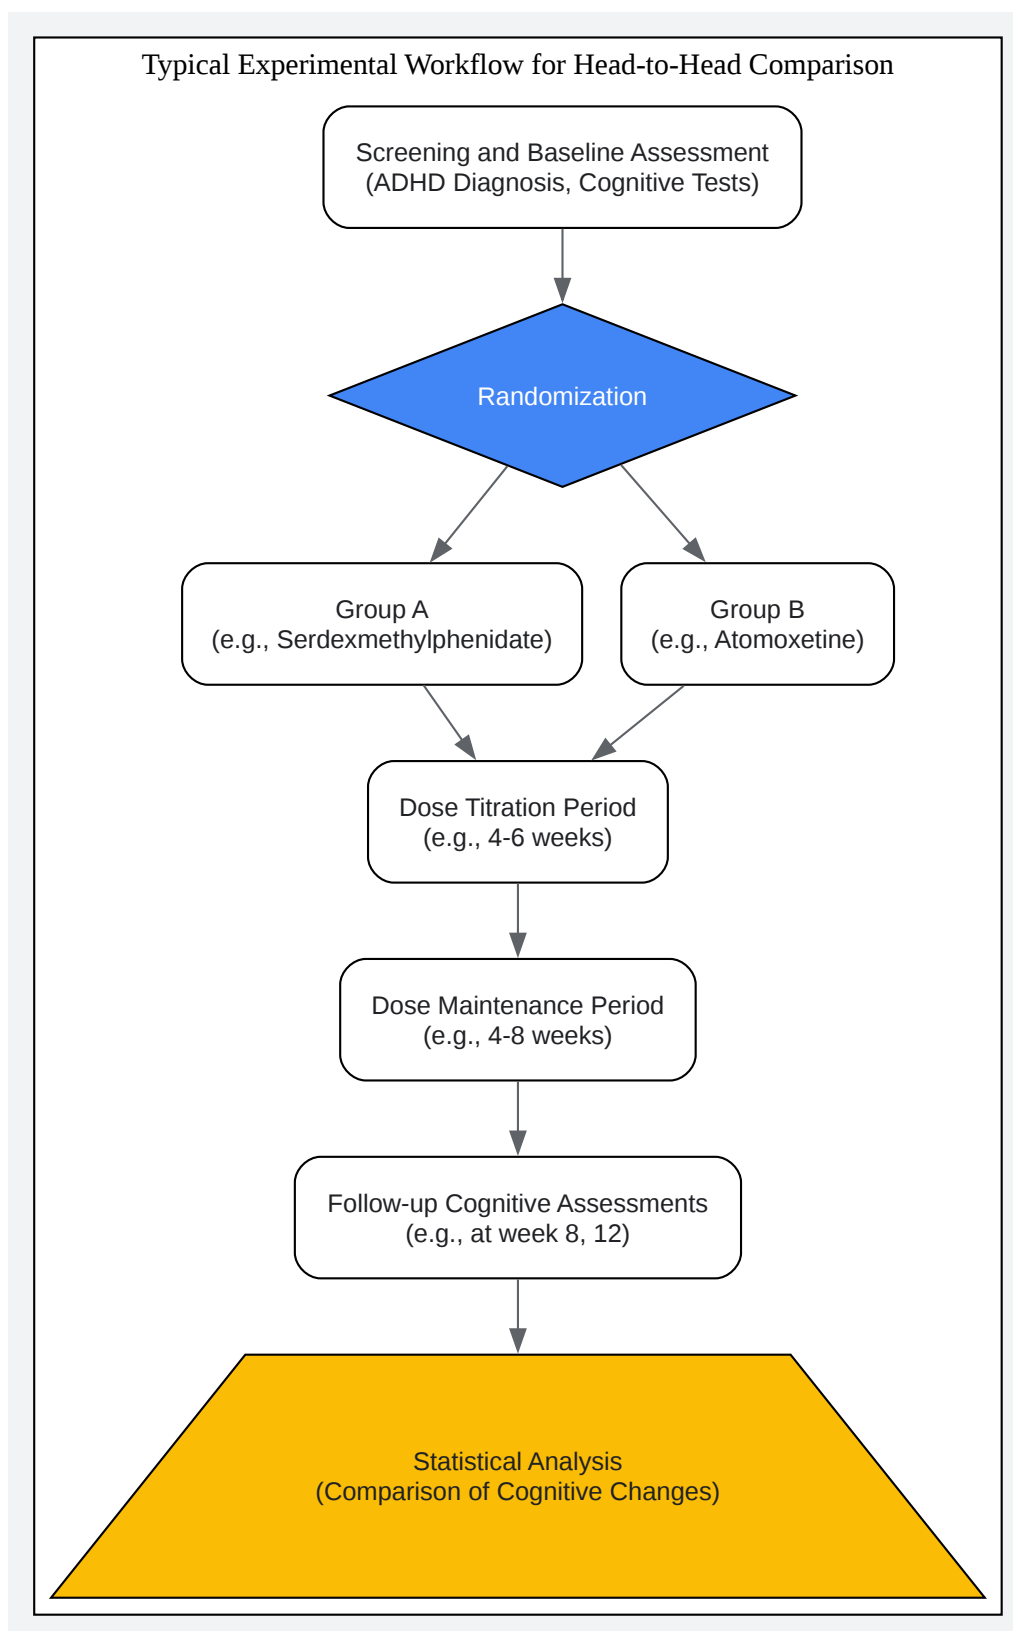 Typical Experimental Workflow for Head-to-Head Comparison
Screening and Baseline Assessment
(ADHD Diagnosis, Cognitive Tests)
Randomization
Group A
(e.g., Serdexmethylphenidate)
Group B
(e.g., Atomoxetine)
Dose Titration Period
(e.g., 4-6 weeks)
Dose Maintenance Period
(e.g., 4-8 weeks)
Follow-up Cognitive Assessments
(e.g., at week 8, 12)
Statistical Analysis
(Comparison of Cognitive Changes)